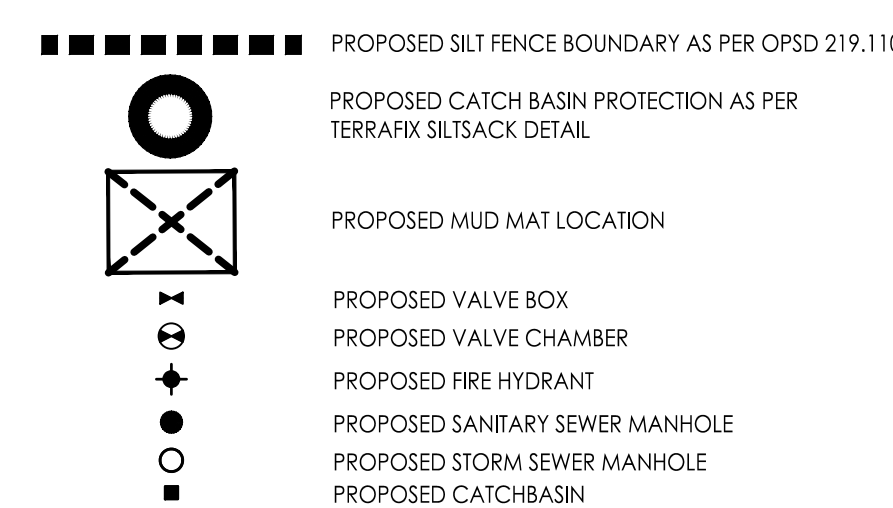 PROPOSED SILT FENCE BOUNDARY AS PER OPSD 219.110
PROPOSED CATCH BASIN PROTECTION AS PER
TERRAFIX SILTSACK DETAIL
PROPOSED MUD MAT LOCATION
PROPOSED VALVE BOX
PROPOSED VALVE CHAMBER
PROPOSED FIRE HYDRANT
PROPOSED SANITARY SEWER MANHOLE
PROPOSED STORM SEWER MANHOLE
PROPOSED CATCHBASIN